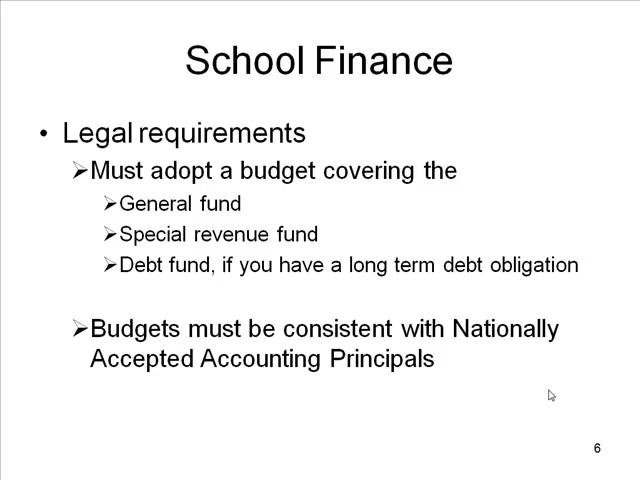 School Finance
• Legal requirements
➢Must adopt a budget covering the
➢General fund
➢Special revenue fund
➢Debt fund, if you have a long term debt obligation
➢Budgets must be consistent with Nationally
Accepted Accounting Principals
6